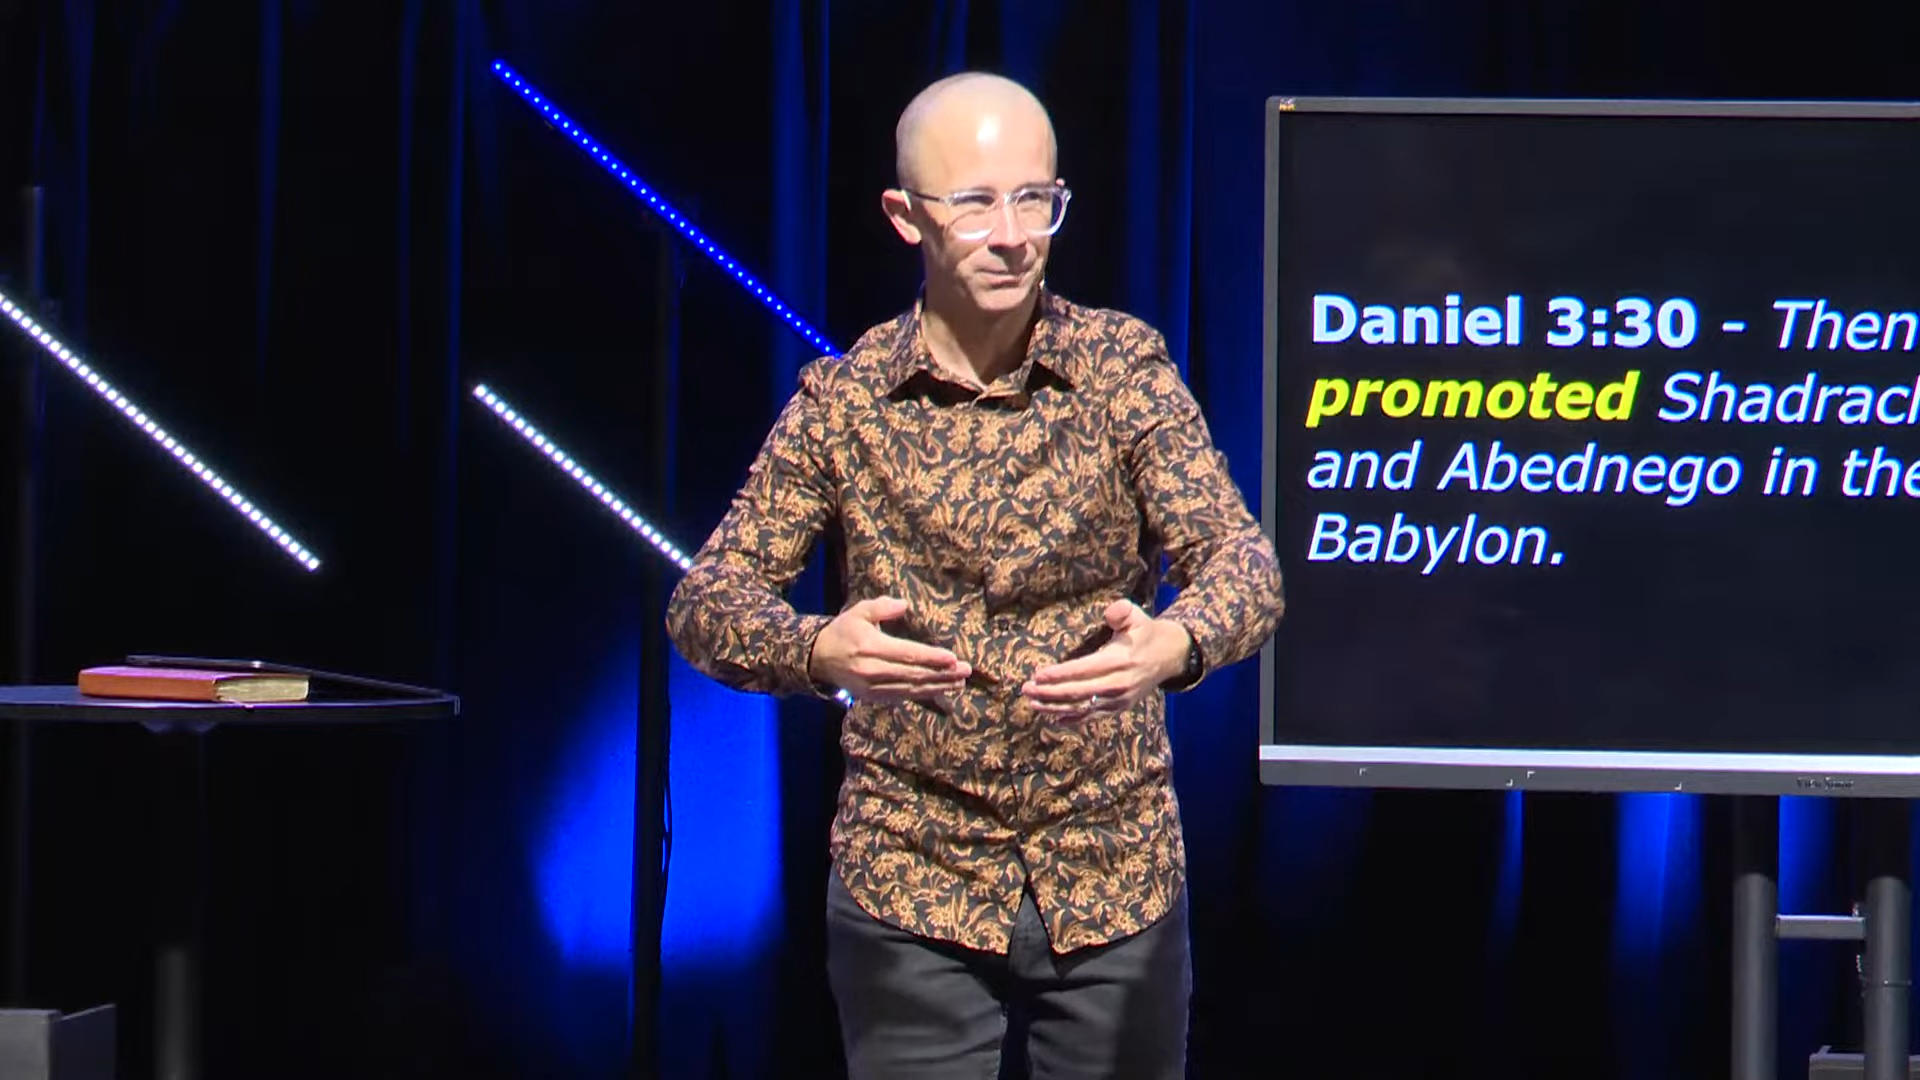 Daniel 3:30 - Then
promoted Shadrach
and Abednego in the
Babylon.